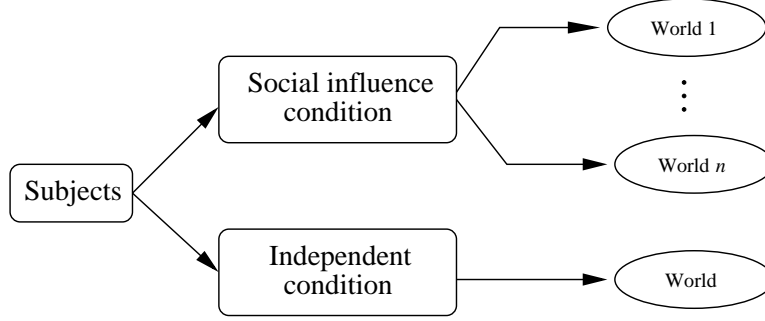 World 1
Social influence
condition
World n
Subjects
Independent
condition
World